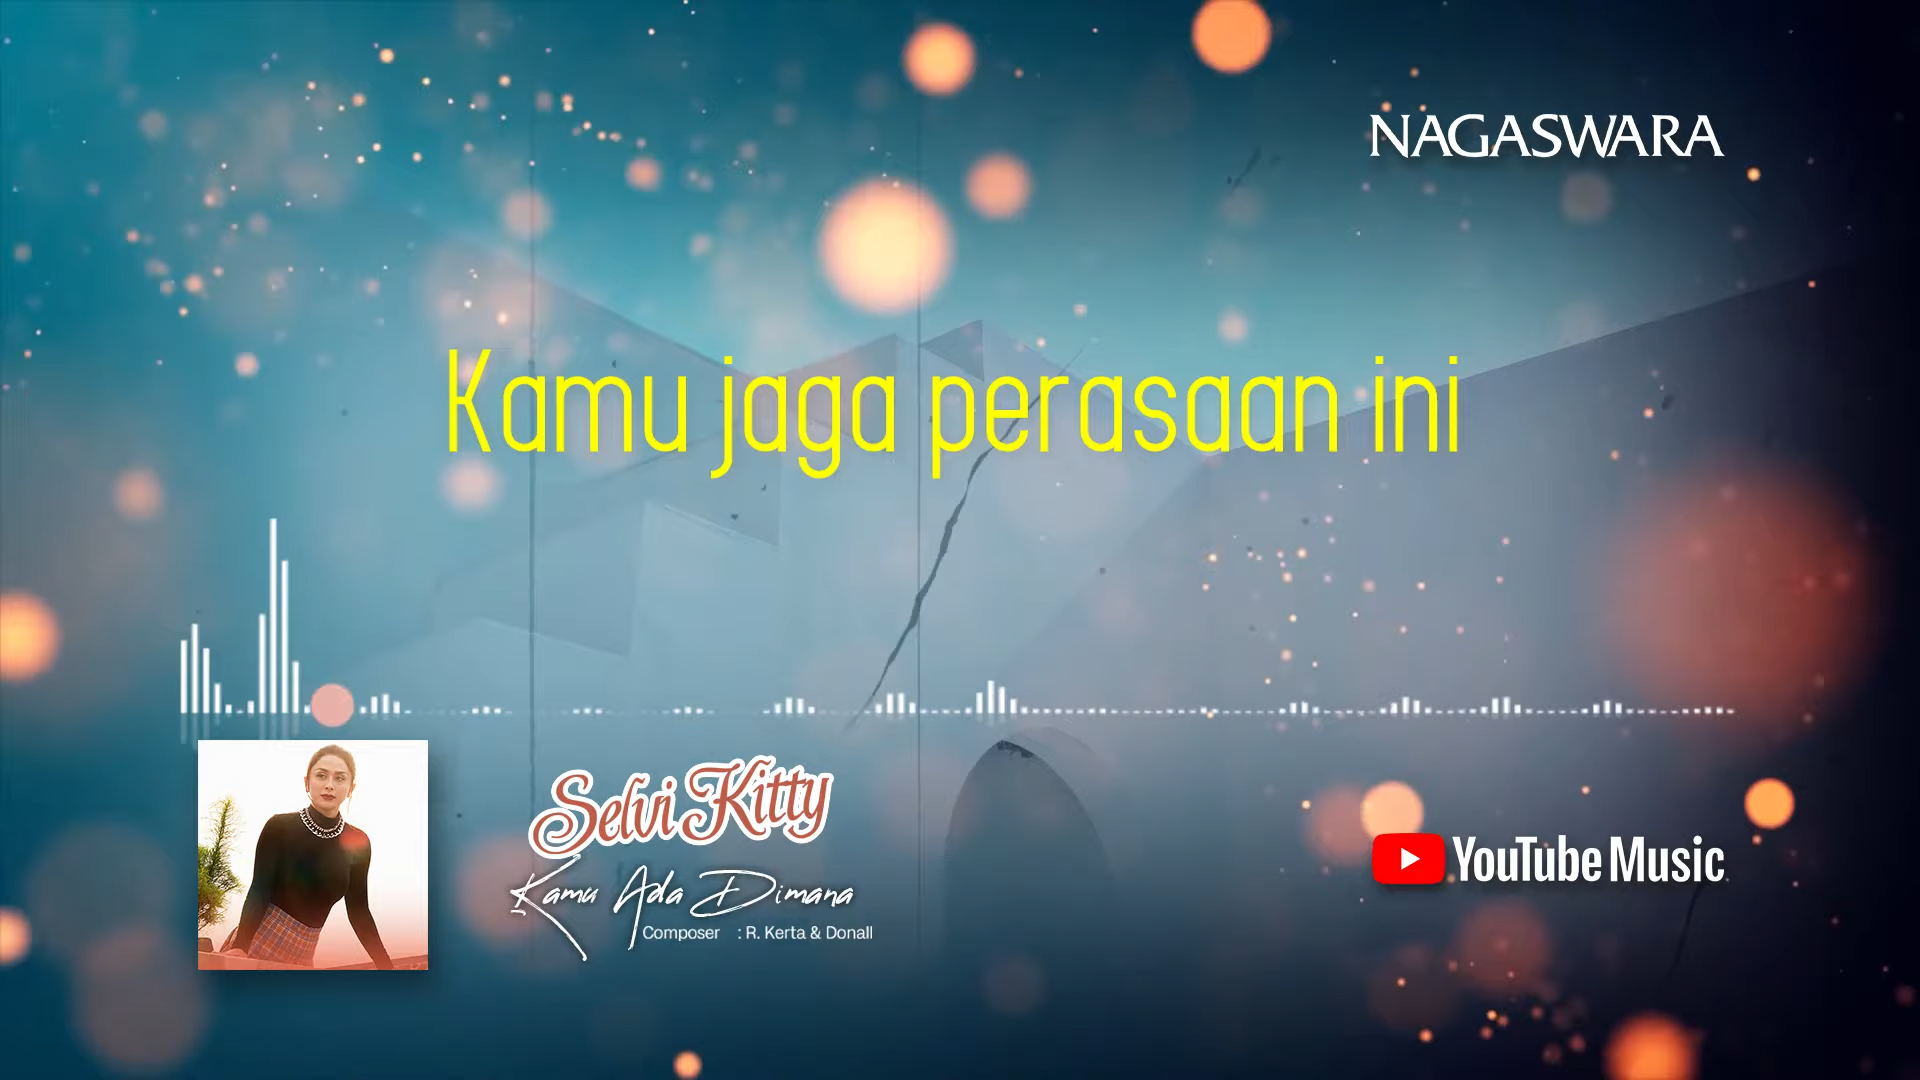 NAGASWARA
Kamu jaga perasaan ini
Selvi Kitty
Kamu Ada Dimana
Composer : R. Kerta & Donall
YouTube Music